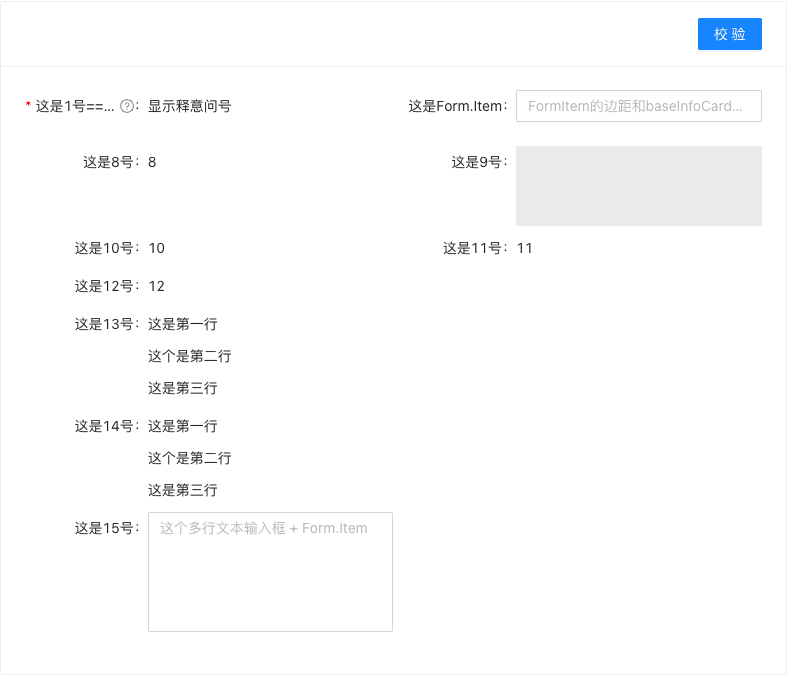 校 验
* 这是1号==... ?: 显示释意问号
这是Form.Item: FormItem的边距和baseInfoCard...
这是8号: 8
这是9号:
这是10号: 10
这是11号: 11
这是12号: 12
这是13号: 这是第一行
这个是第二行
这是第三行
这是14号: 这是第一行
这个是第二行
这是第三行
这是15号: 这个多行文本输入框 + Form.Item